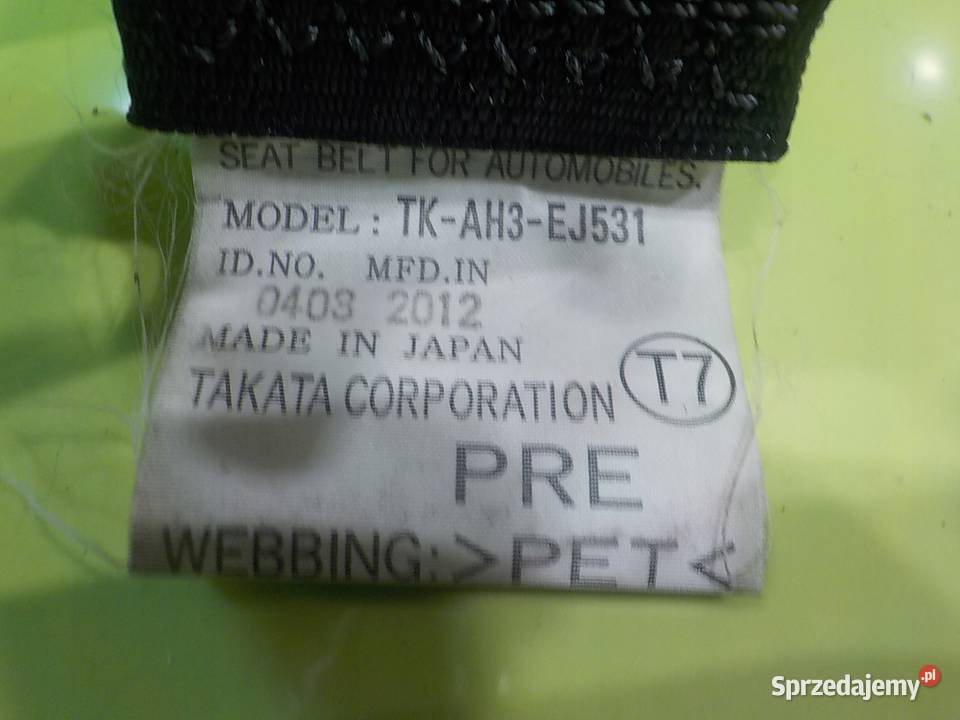 SEAT BELT FOR AUTOMOBILES.
MODEL : TK-AH3-EJ531
ID.NO. MFD.IN
0403 2012
MADE IN JAPAN
TAKATA CORPORATION T7
PRE
WEBBING: >PET<
Sprzedajemy.pl